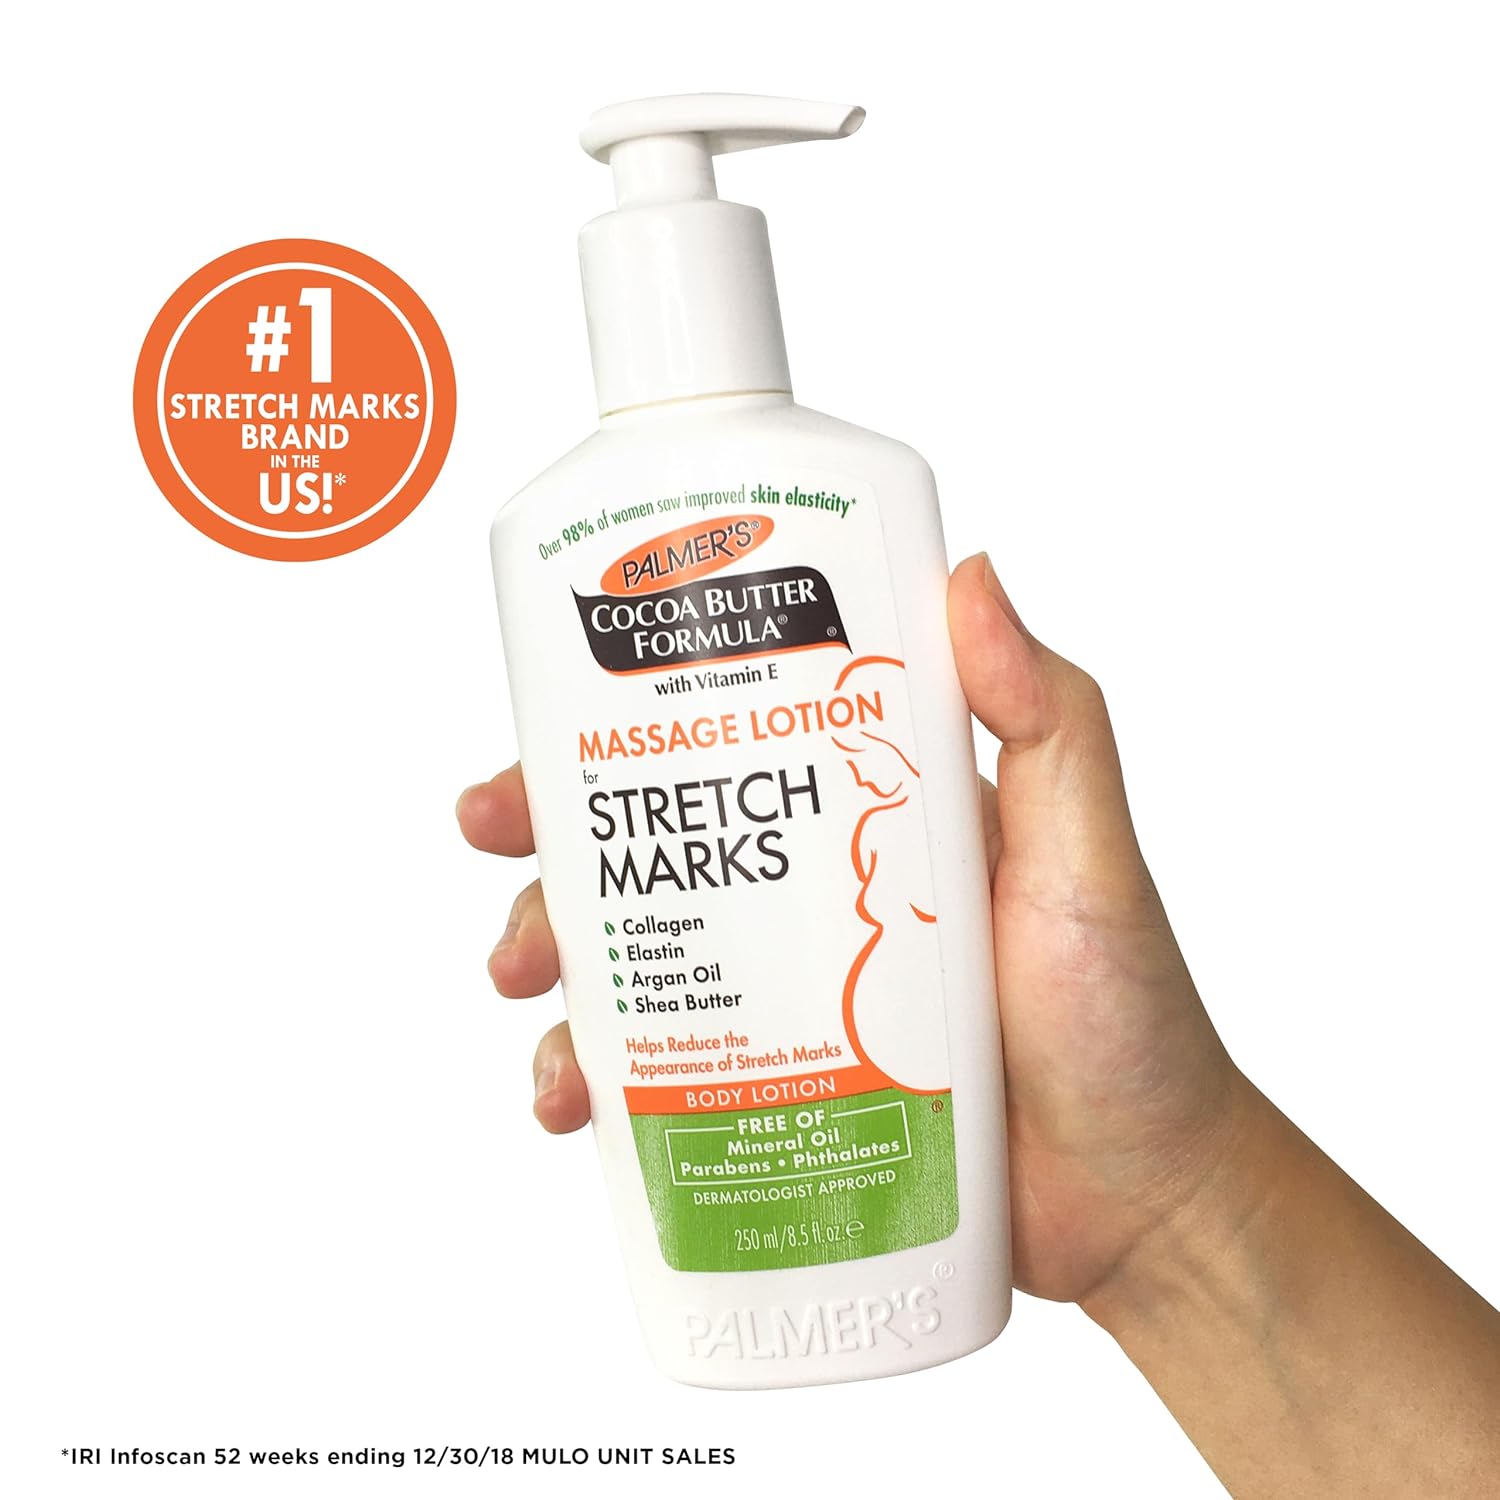 #1
STRETCH MARKS
BRAND
IN THE
US!*
Over 98% of women saw improved skin elasticity*
PALMER'S®
COCOA BUTTER
FORMULA®
®
with Vitamin E
MASSAGE LOTION
for
STRETCH
MARKS
Collagen
Elastin
Argan Oil
Shea Butter
Helps Reduce the
Appearance of Stretch Marks
BODY LOTION
®
FREE OF
Mineral Oil
Parabens • Phthalates
DERMATOLOGIST APPROVED
250 ml/8.5 fl. oz. ℮
PALMER'S®
*IRI Infoscan 52 weeks ending 12/30/18 MULO UNIT SALES